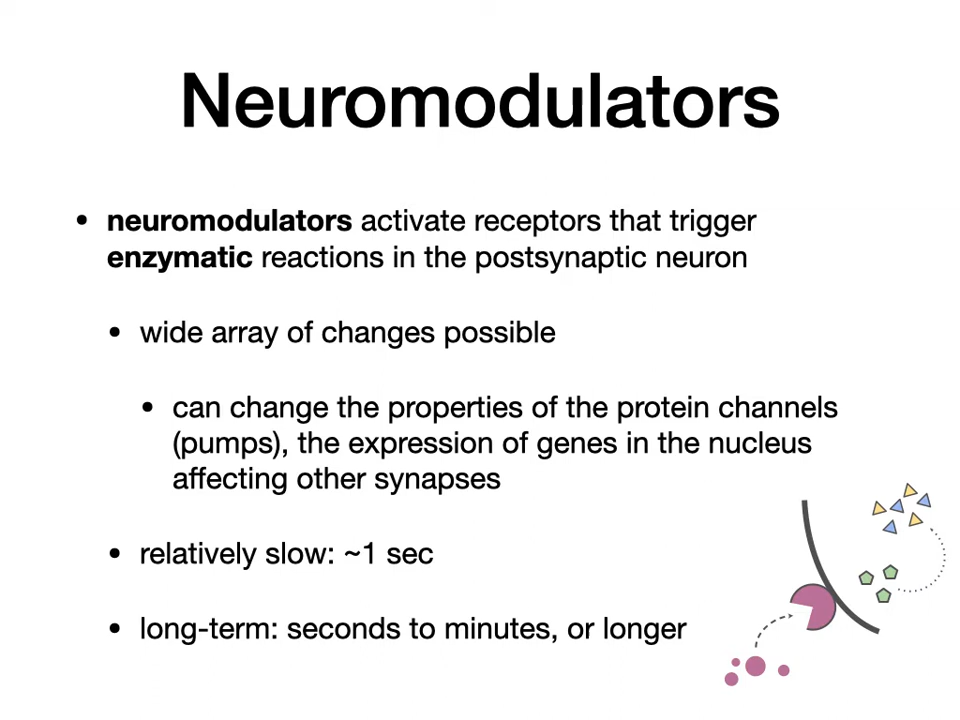 Neuromodulators
• neuromodulators activate receptors that trigger
enzymatic reactions in the postsynaptic neuron
• wide array of changes possible
• can change the properties of the protein channels
(pumps), the expression of genes in the nucleus
affecting other synapses
• relatively slow: ~1 sec
• long-term: seconds to minutes, or longer